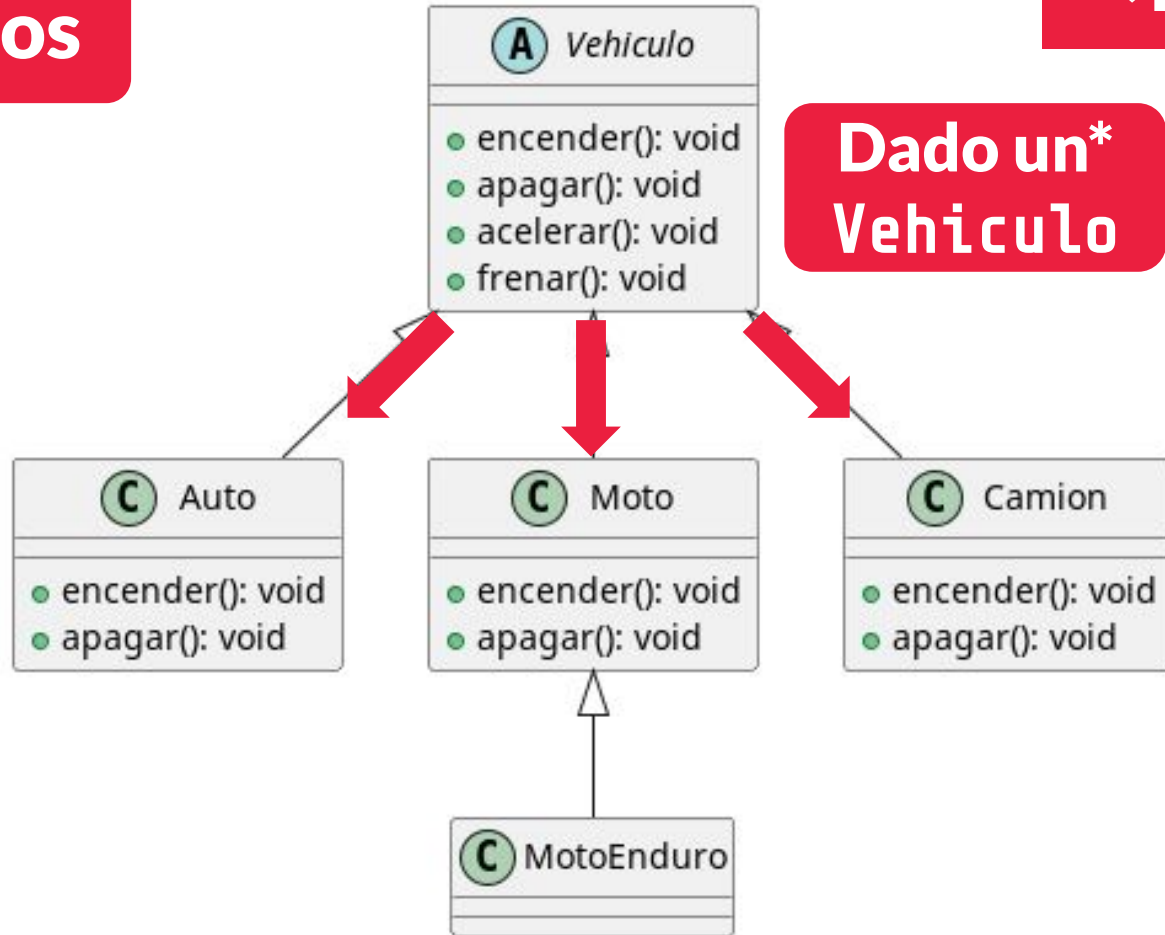 os
A Vehiculo
encender(): void
apagar(): void
acelerar(): void
frenar(): void
Dado un*
Vehiculo
C Auto
encender(): void
apagar(): void
C Moto
encender(): void
apagar(): void
C Camion
encender(): void
apagar(): void
C MotoEnduro